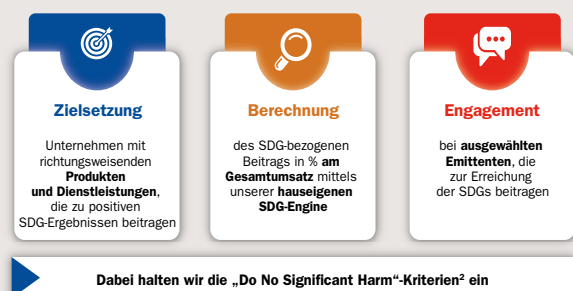 Zielsetzung
Unternehmen mit
richtungsweisenden
Produkten
und Dienstleistungen,
die zu positiven
SDG-Ergebnissen beitragen
Berechnung
des SDG-bezogenen
Beitrags in % am
Gesamtumsatz mittels
unserer hauseigenen
SDG-Engine
Engagement
bei ausgewählten
Emittenten, die
zur Erreichung
der SDGs beitragen
Dabei halten wir die „Do No Significant Harm“-Kriterien² ein